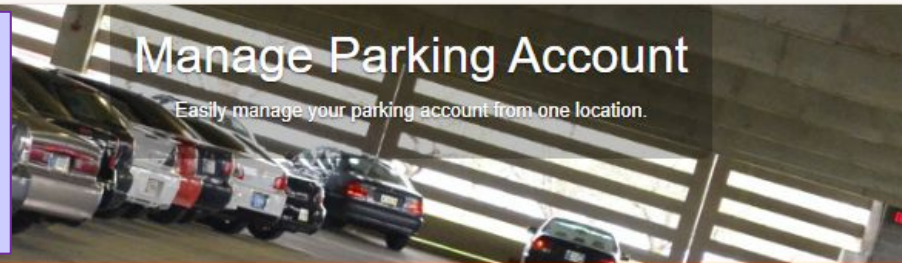 Manage Parking Account
Easily manage your parking account from one location.